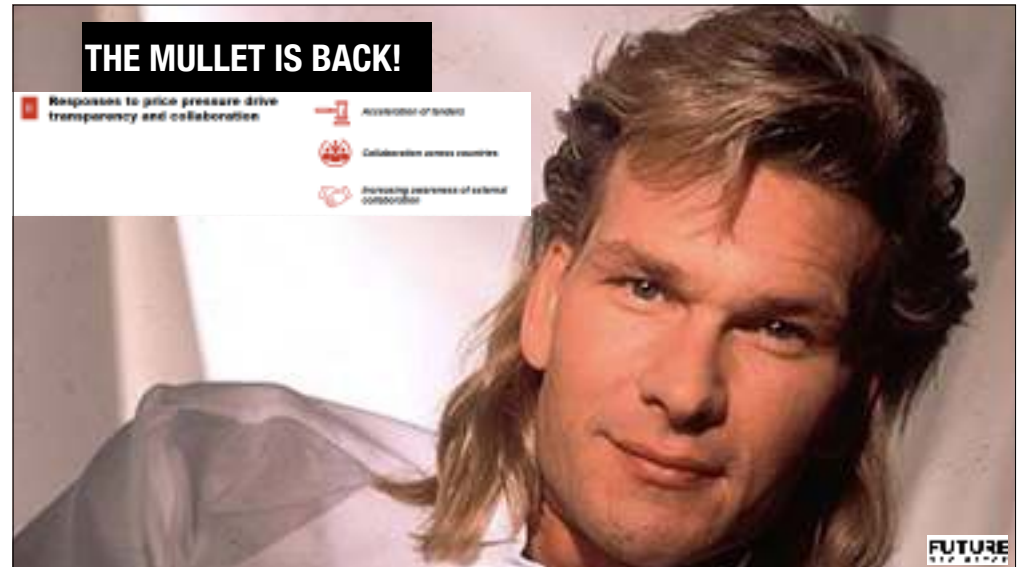 THE MULLET IS BACK!
Responses to price pressure drive
transparency and collaboration
Acceleration of tenders
Collaboration across countries
Increasing awareness of external
collaboration
FUTURE